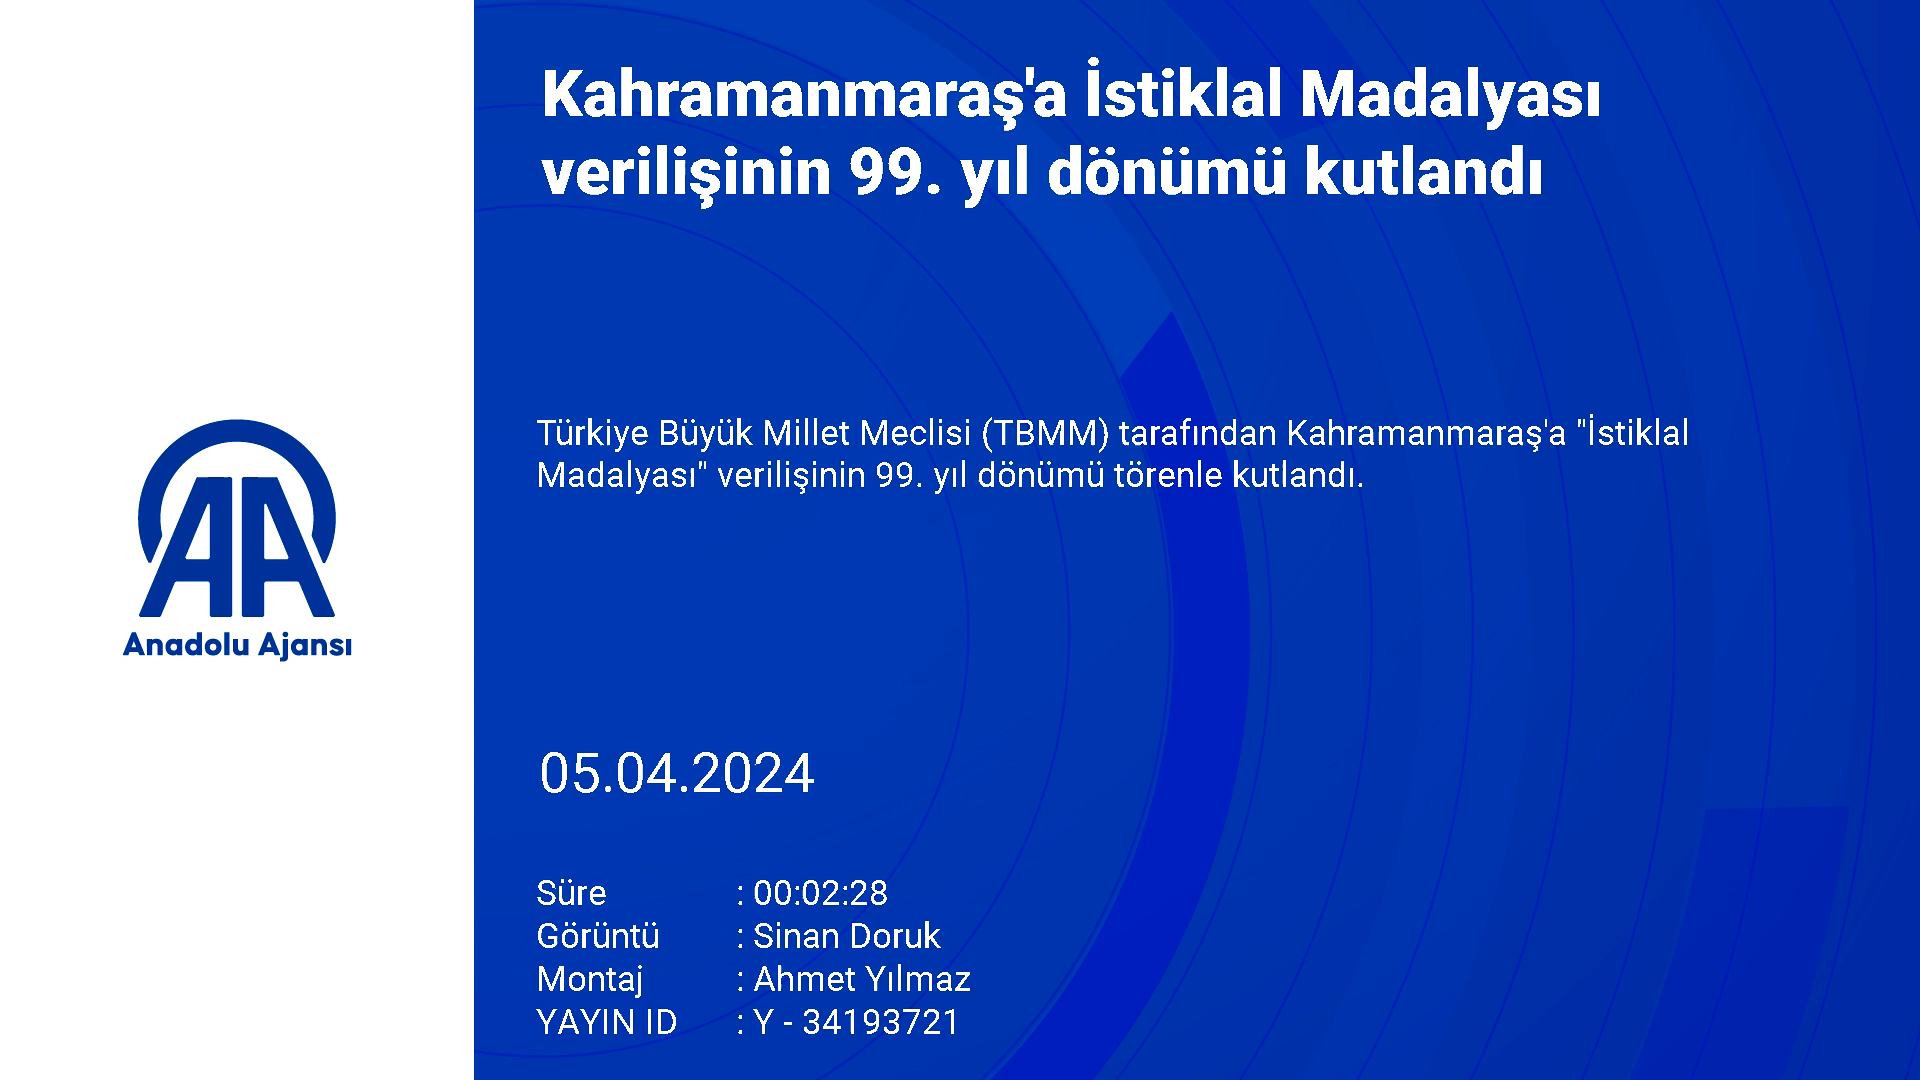 Kahramanmaraş'a İstiklal Madalyası
verilişinin 99. yıl dönümü kutlandı
Türkiye Büyük Millet Meclisi (TBMM) tarafından Kahramanmaraş'a "İstiklal
Madalyası" verilişinin 99. yıl dönümü törenle kutlandı.
AA
Anadolu Ajansı
05.04.2024
Süre : 00:02:28
Görüntü : Sinan Doruk
Montaj : Ahmet Yılmaz
YAYIN ID : Y - 34193721